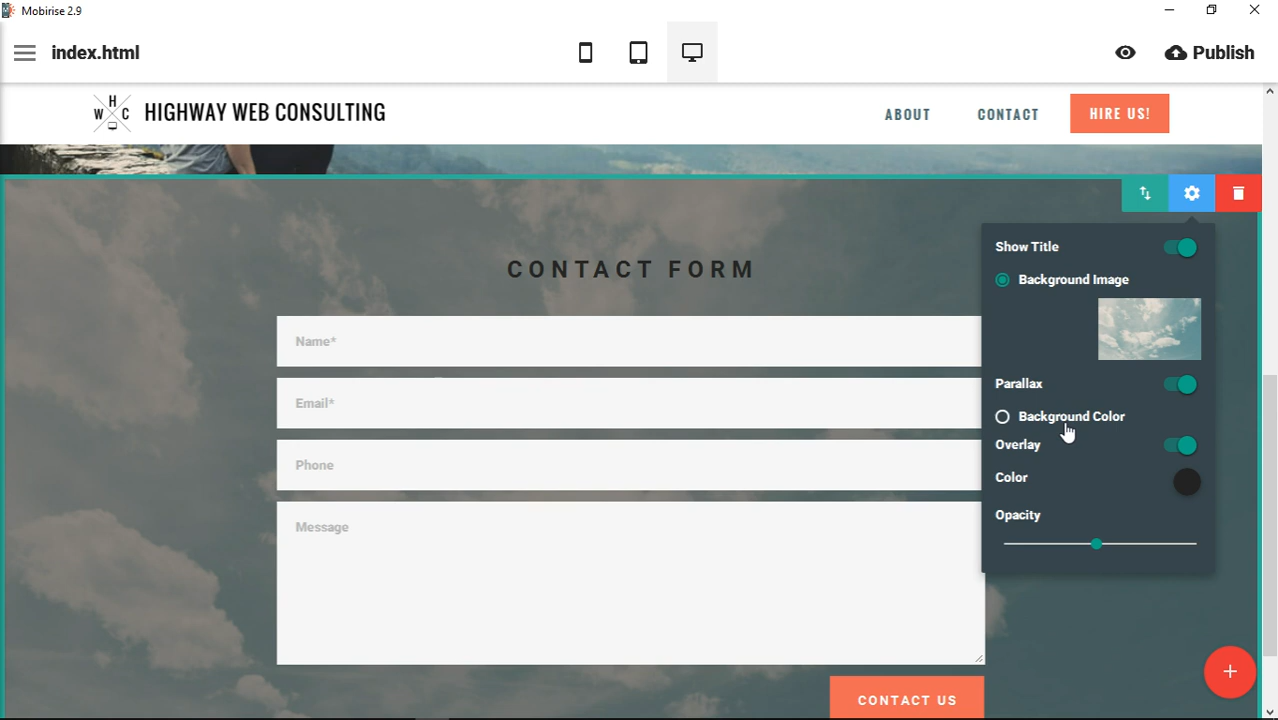 Mobirise 2.9
index.html
Publish
W H C
HIGHWAY WEB CONSULTING
ABOUT
CONTACT
HIRE US!
CONTACT FORM
Name*
Email*
Phone
Message
CONTACT US
Show Title
Background Image
Parallax
Background Color
Overlay
Color
Opacity
+